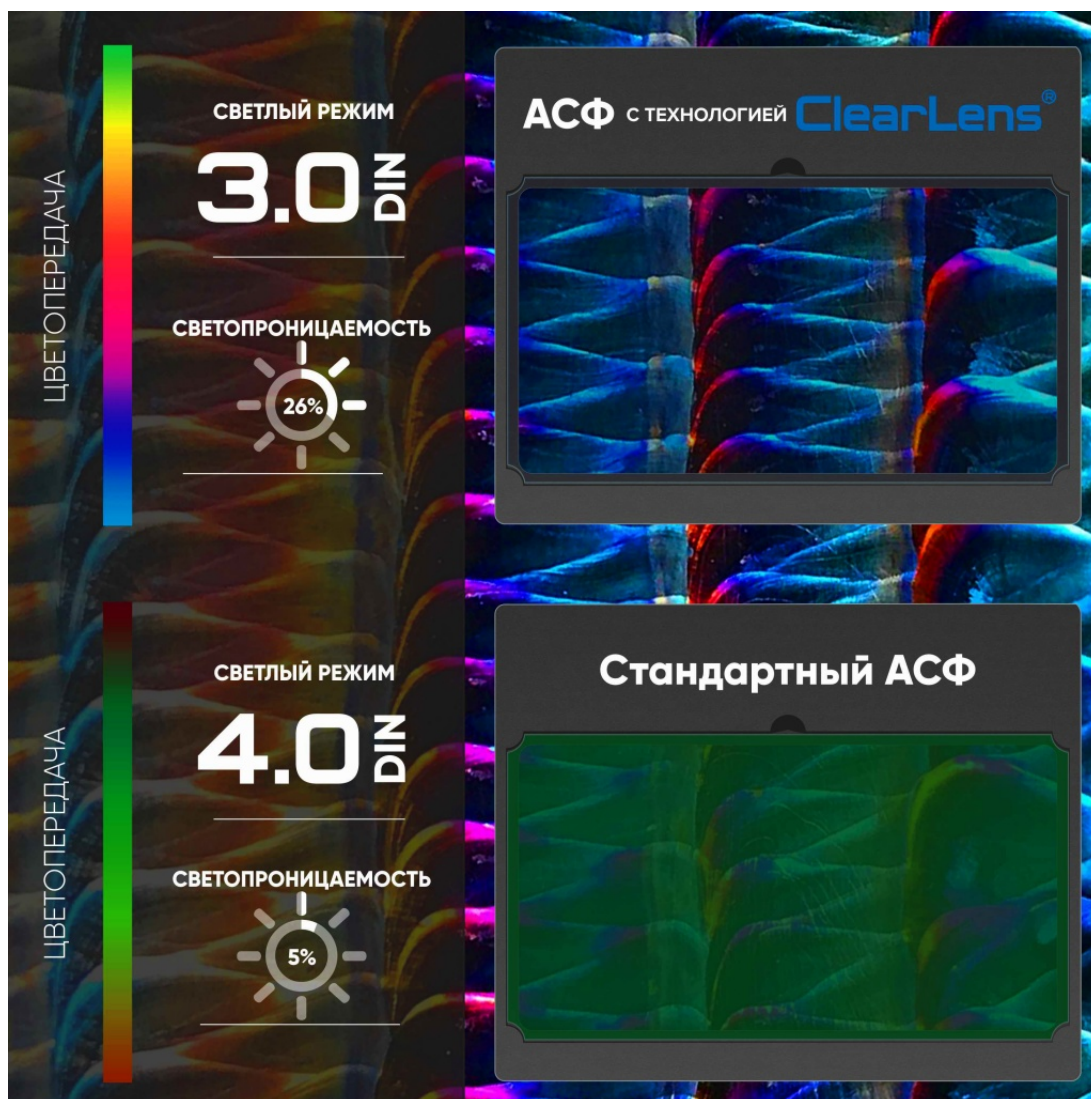 ЦВЕТОПЕРЕДАЧА
СВЕТЛЫЙ РЕЖИМ
3.0 DIN
СВЕТОПРОНИЦАЕМОСТЬ
26%
АСФ С ТЕХНОЛОГИЕЙ ClearLens®
ЦВЕТОПЕРЕДАЧА
СВЕТЛЫЙ РЕЖИМ
4.0 DIN
СВЕТОПРОНИЦАЕМОСТЬ
5%
Стандартный АСФ